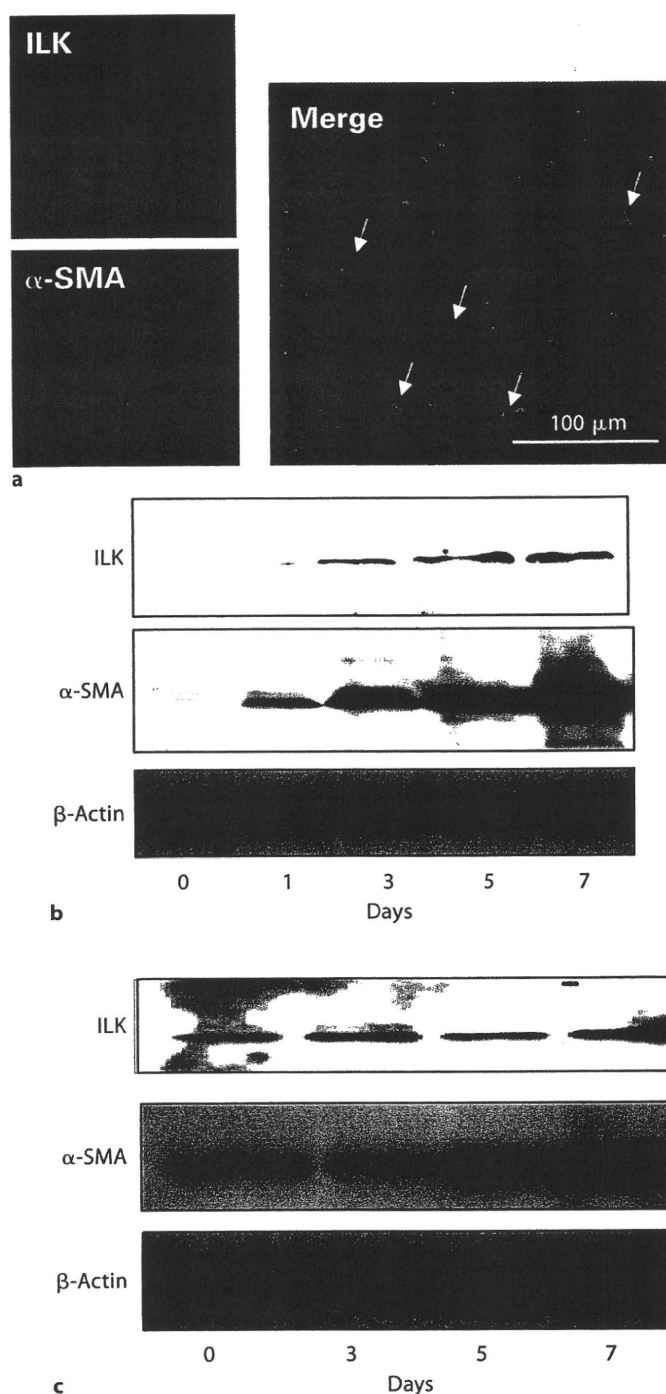 ILK
Merge
α-SMA
100 μm
a
ILK
α-SMA
β-Actin
0 1 3 5 7
Days
b
ILK
α-SMA
β-Actin
0 3 5 7
Days
c